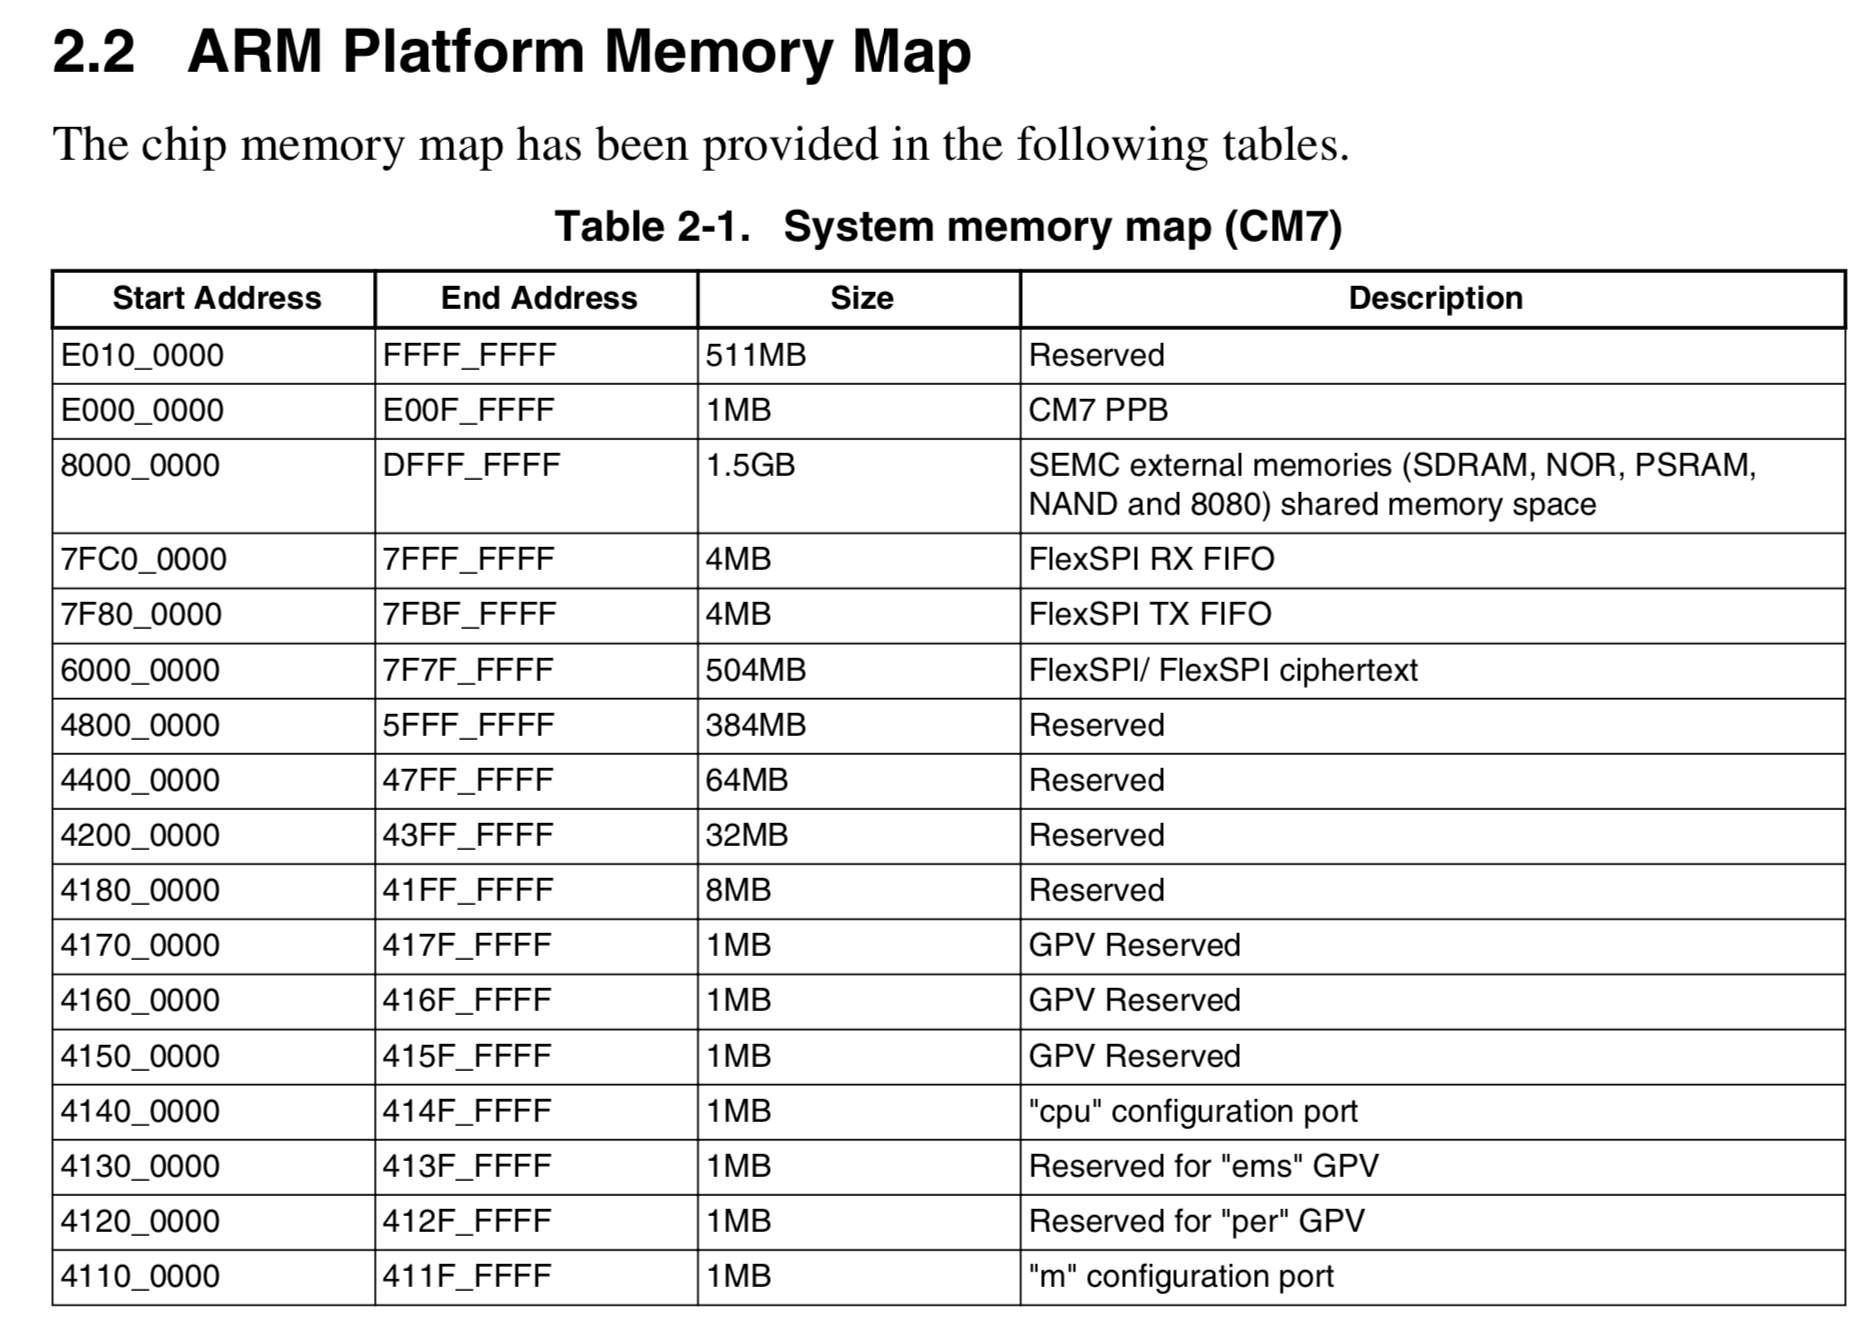 2.2 ARM Platform Memory Map
The chip memory map has been provided in the following tables.
Table 2-1. System memory map (CM7)
Start Address End Address Size Description
E010_0000 FFFF_FFFF 511MB Reserved
E000_0000 E00F_FFFF 1MB CM7 PPB
8000_0000 DFFF_FFFF 1.5GB SEMC external memories (SDRAM, NOR, PSRAM,
NAND and 8080) shared memory space
7FC0_0000 7FFF_FFFF 4MB FlexSPI RX FIFO
7F80_0000 7FBF_FFFF 4MB FlexSPI TX FIFO
6000_0000 7F7F_FFFF 504MB FlexSPI/ FlexSPI ciphertext
4800_0000 5FFF_FFFF 384MB Reserved
4400_0000 47FF_FFFF 64MB Reserved
4200_0000 43FF_FFFF 32MB Reserved
4180_0000 41FF_FFFF 8MB Reserved
4170_0000 417F_FFFF 1MB GPV Reserved
4160_0000 416F_FFFF 1MB GPV Reserved
4150_0000 415F_FFFF 1MB GPV Reserved
4140_0000 414F_FFFF 1MB "cpu" configuration port
4130_0000 413F_FFFF 1MB Reserved for "ems" GPV
4120_0000 412F_FFFF 1MB Reserved for "per" GPV
4110_0000 411F_FFFF 1MB "m" configuration port